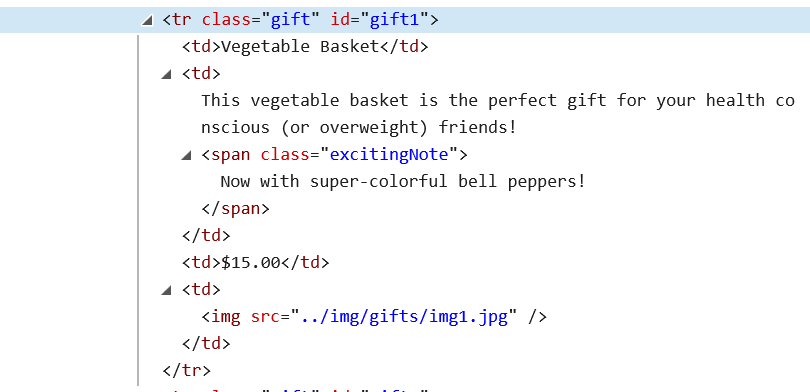 <tr class="gift" id="gift1">
<td>Vegetable Basket</td>
<td>
This vegetable basket is the perfect gift for your health co
nscious (or overweight) friends!
<span class="excitingNote">
Now with super-colorful bell peppers!
</span>
</td>
<td>$15.00</td>
<td>
<img src="../img/gifts/img1.jpg" />
</td>
</tr>